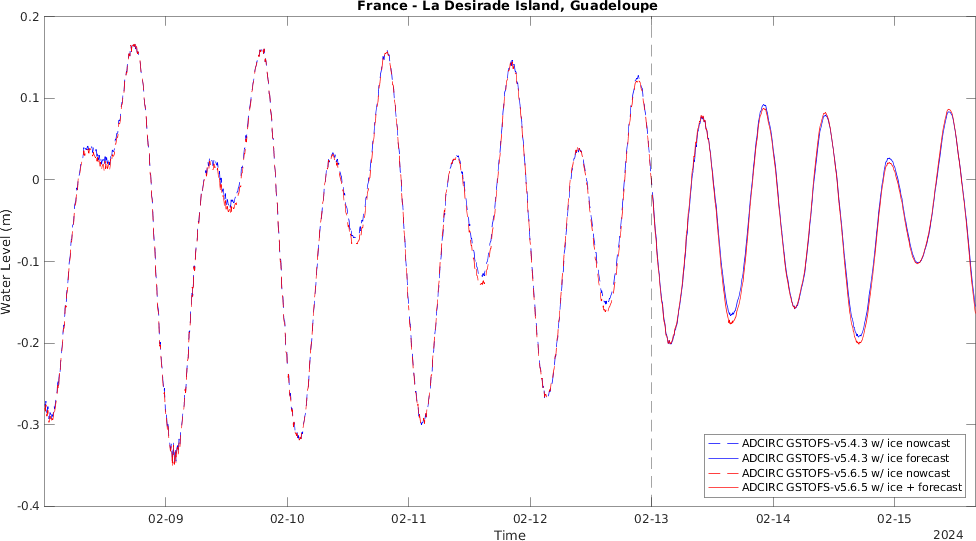 France - La Desirade Island, Guadeloupe
0.2
0.1
0
-0.1
-0.2
-0.3
-0.4
Water Level (m)
ADCIRC GSTOFS-v5.4.3 w/ ice nowcast
ADCIRC GSTOFS-v5.4.3 w/ ice forecast
ADCIRC GSTOFS-v5.6.5 w/ ice nowcast
ADCIRC GSTOFS-v5.6.5 w/ ice + forecast
02-09 02-10 02-11 02-12 02-13 02-14 02-15
Time
2024